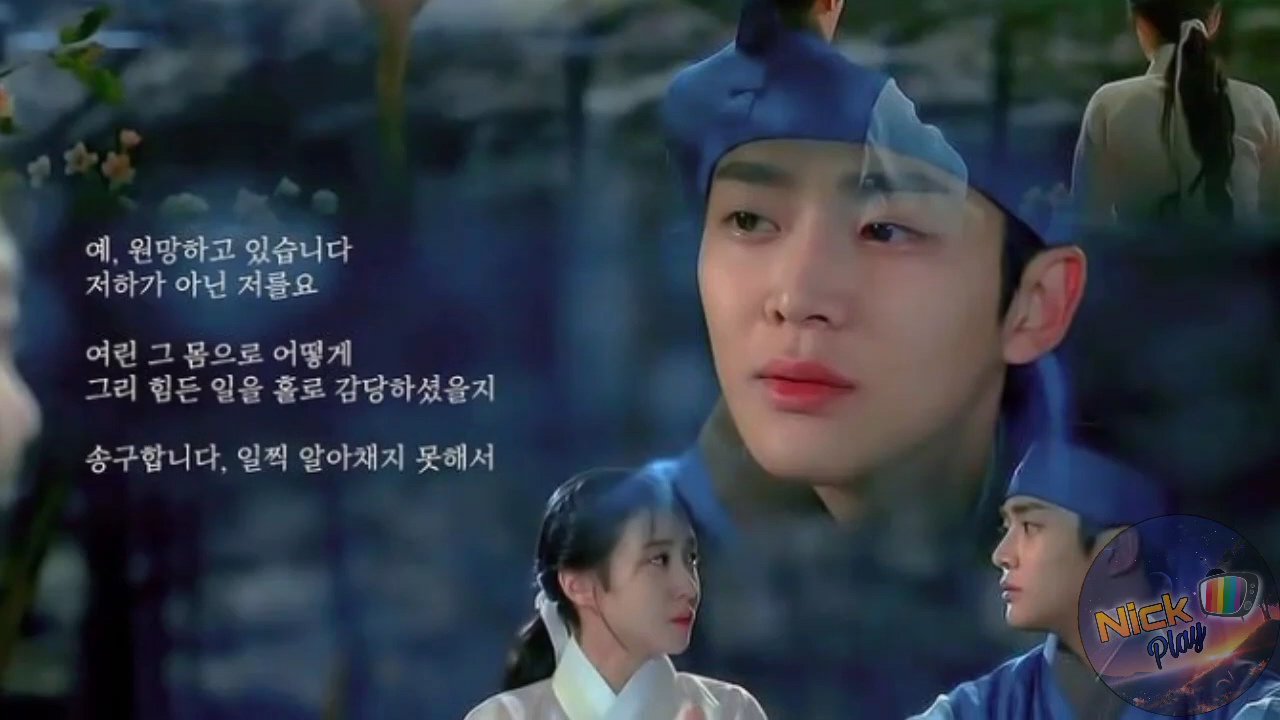 예, 원망하고 있습니다
저하가 아닌 저를요
여린 그 몸으로 어떻게
그리 힘든 일을 홀로 감당하셨을지
송구합니다, 일찍 알아채지 못해서
Nick
Play